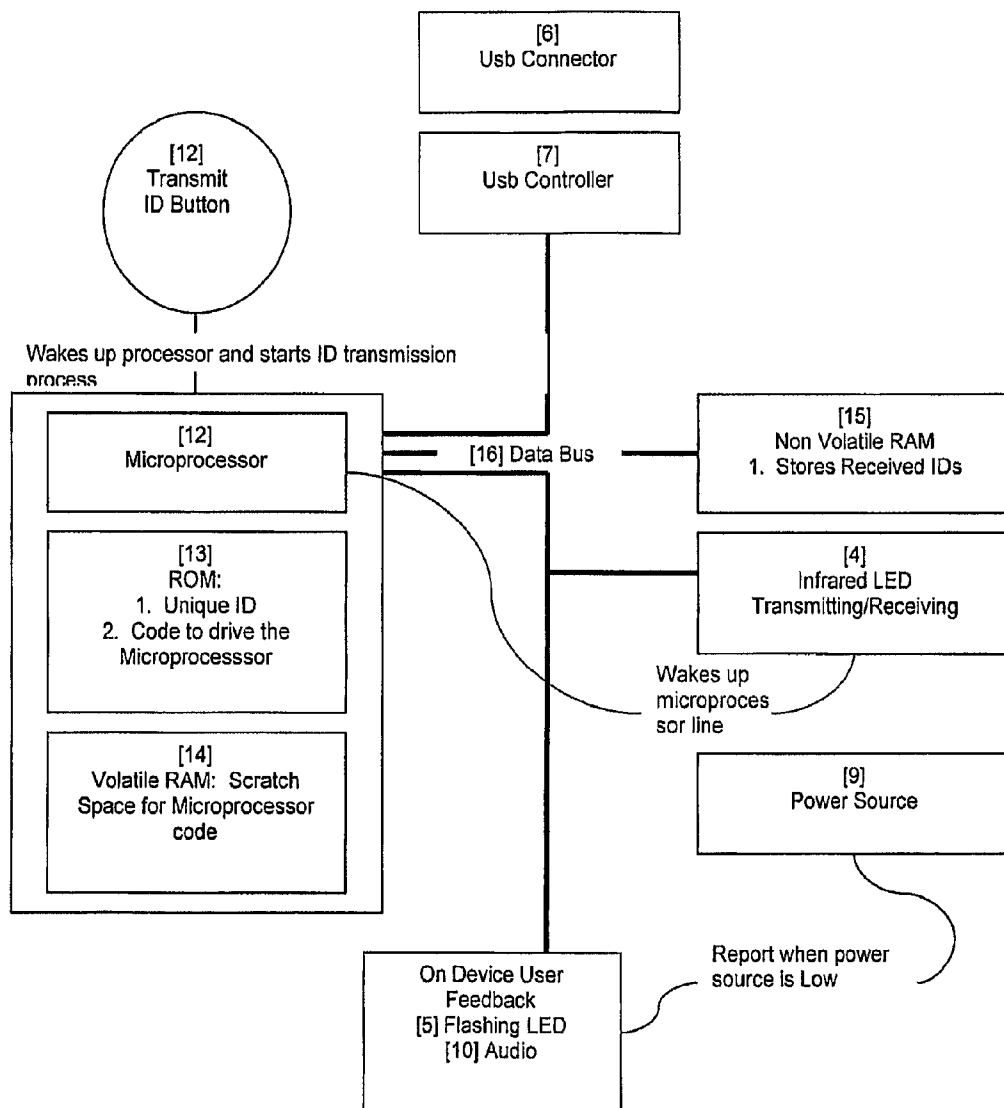 [6]
Usb Connector
[7]
Usb Controller
[12]
Transmit
ID Button
Wakes up processor and starts ID transmission
process
[12]
Microprocessor
[16] Data Bus
[15]
Non Volatile RAM
1. Stores Received IDs
[13]
ROM:
1. Unique ID
2. Code to drive the
Microprocesssor
[4]
Infrared LED
Transmitting/Receiving
Wakes up
microproces
sor line
[14]
Volatile RAM: Scratch
Space for Microprocessor
code
[9]
Power Source
Report when power
source is Low
On Device User
Feedback
[5] Flashing LED
[10] Audio